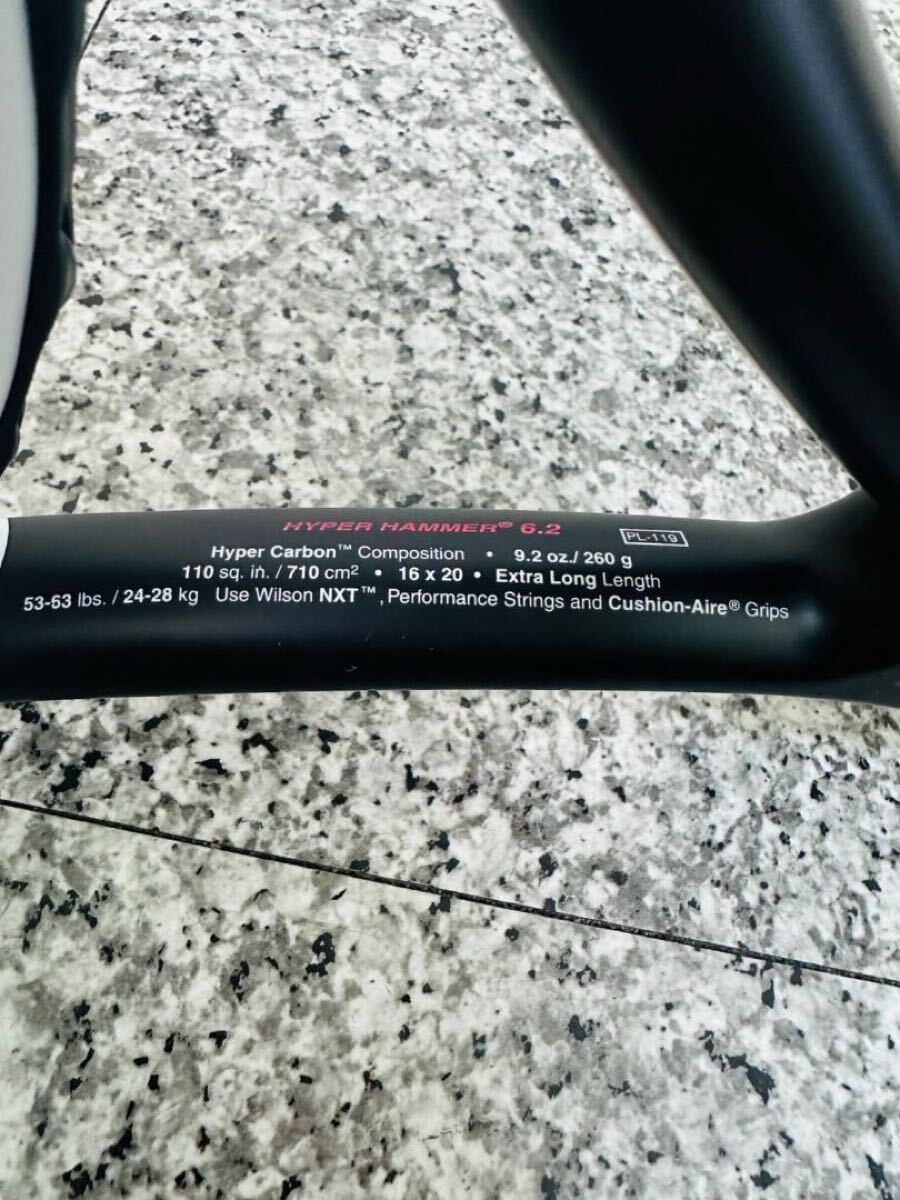 HYPER HAMMER® 6.2
PL-119
Hyper Carbon™ Composition • 9.2 oz./ 260 g
110 sq. in. / 710 cm² • 16 x 20 • Extra Long Length
53-63 lbs. / 24-28 kg Use Wilson NXT™, Performance Strings and Cushion-Aire® Grips